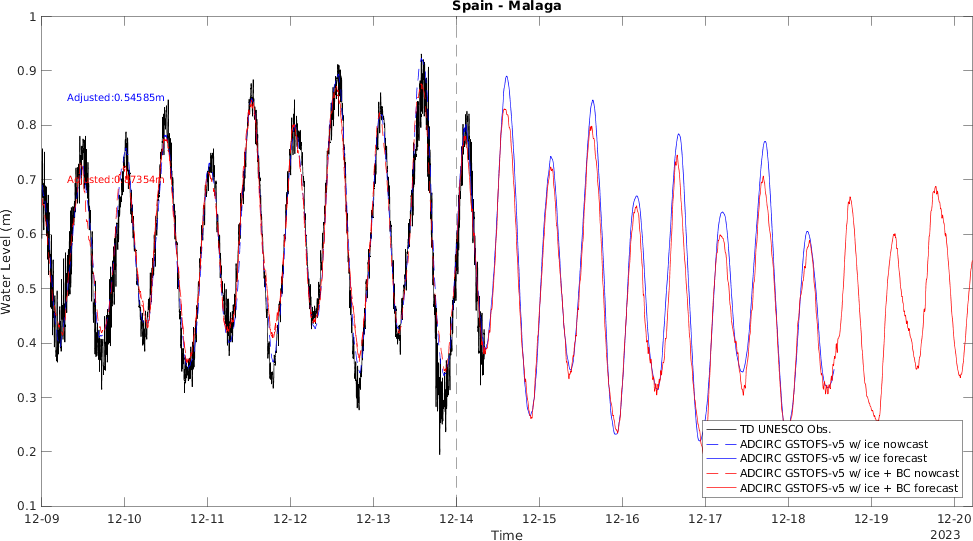 Spain - Malaga
1
0.9
0.8
0.7
0.6
0.5
0.4
0.3
0.2
0.1
Water Level (m)
Adjusted:0.54585m
TD UNESCO Obs.
ADCIRC GSTOFS-v5 w/ ice nowcast
ADCIRC GSTOFS-v5 w/ ice forecast
ADCIRC GSTOFS-v5 w/ ice + BC nowcast
ADCIRC GSTOFS-v5 w/ ice + BC forecast
12-09 12-10 12-11 12-12 12-13 12-14 12-15 12-16 12-17 12-18 12-19 12-20
Time
2023